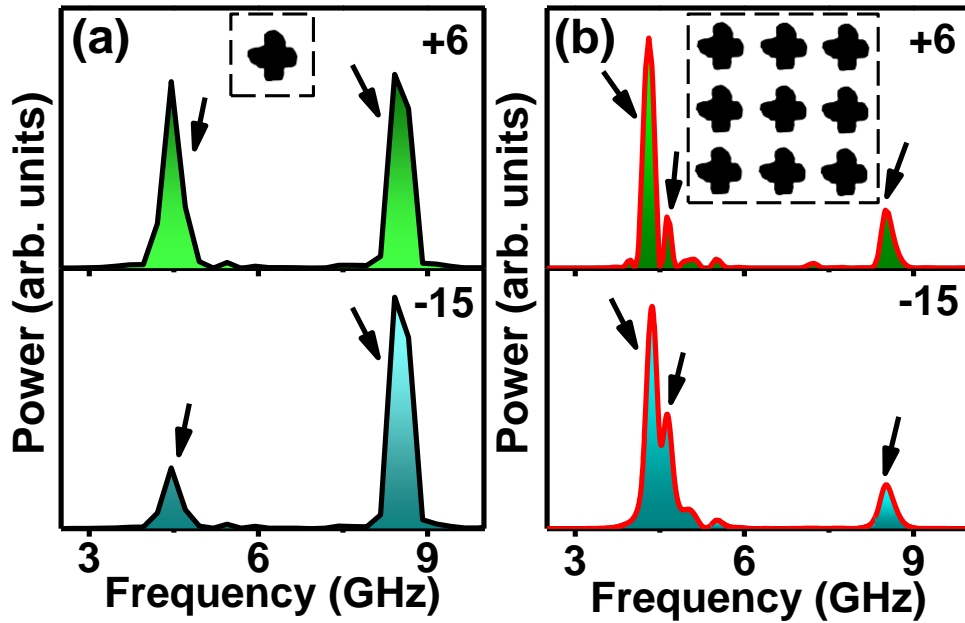 (a)
+6
Power (arb. units)
-15
3 6 9
Frequency (GHz)
(b)
+6
Power (arb. units)
-15
3 6 9
Frequency (GHz)